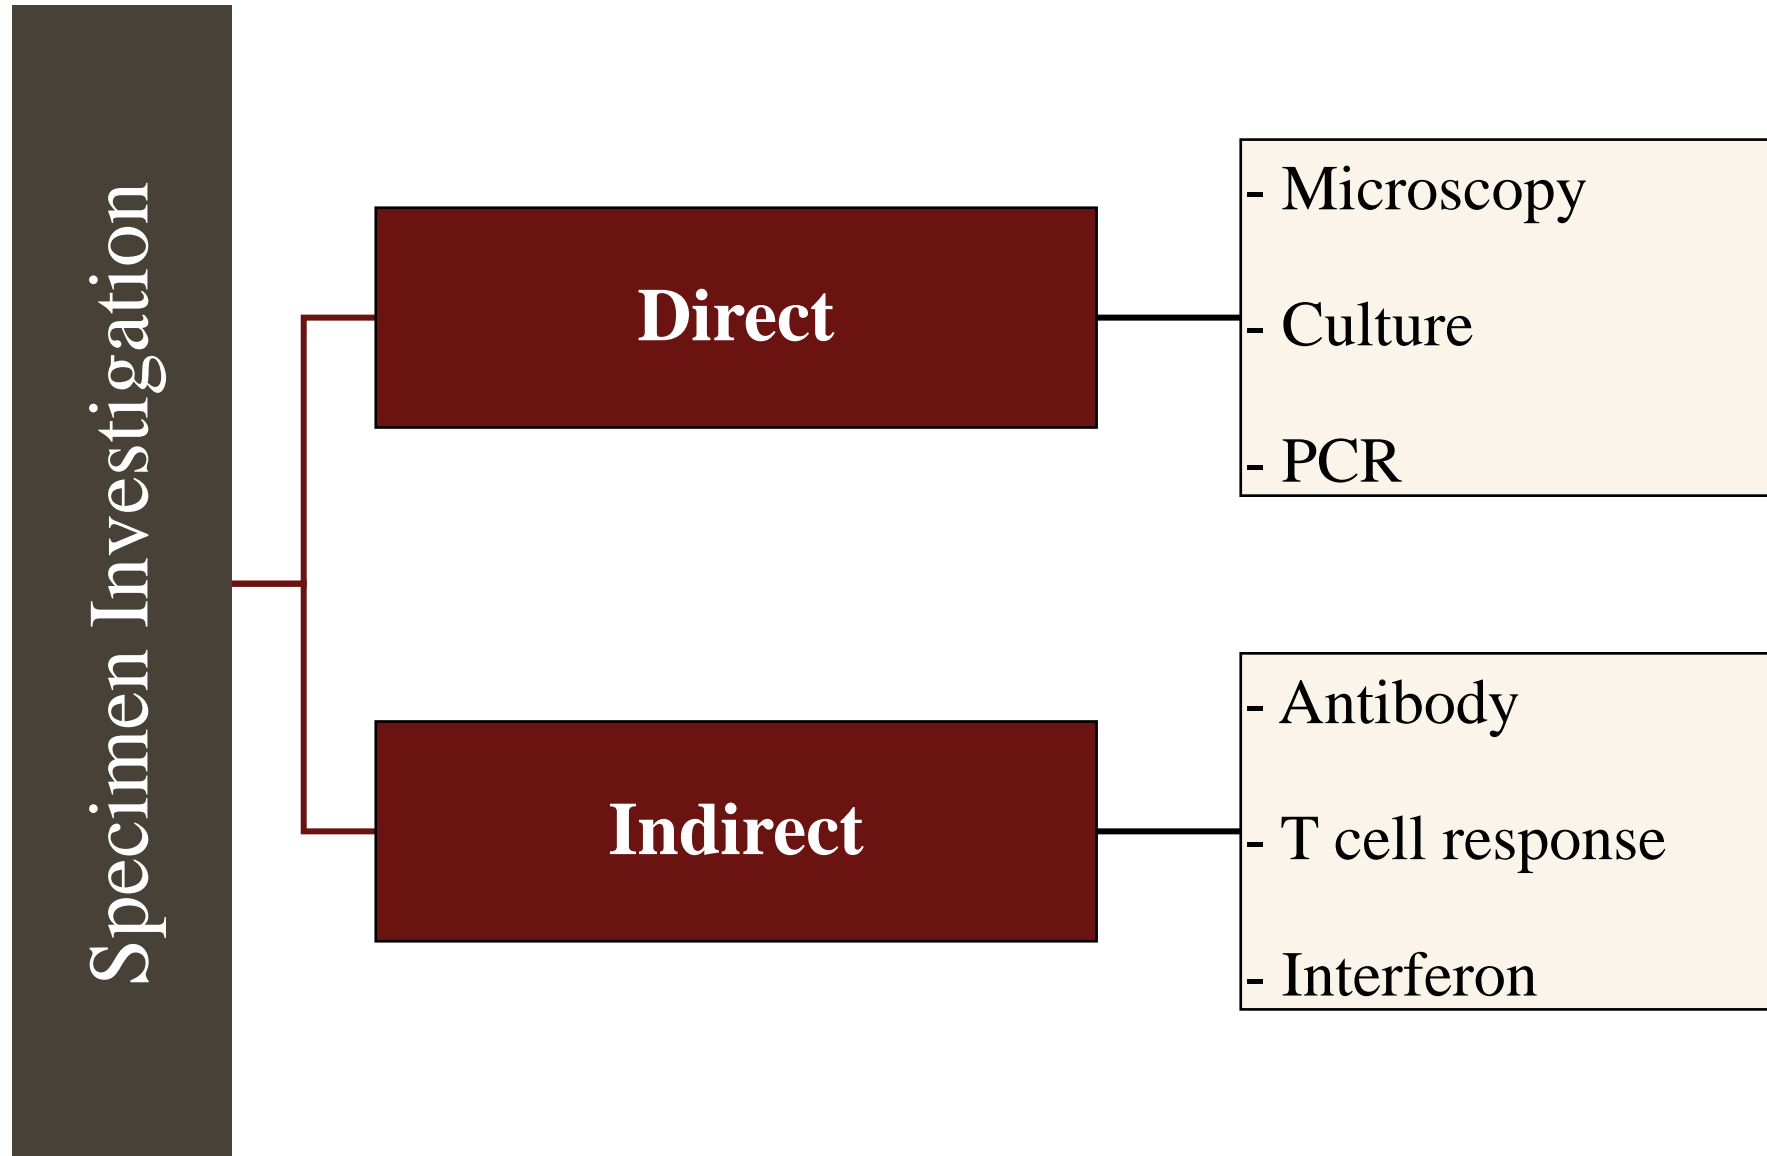 Specimen Investigation
Direct
- Microscopy
- Culture
- PCR
Indirect
- Antibody
- T cell response
- Interferon